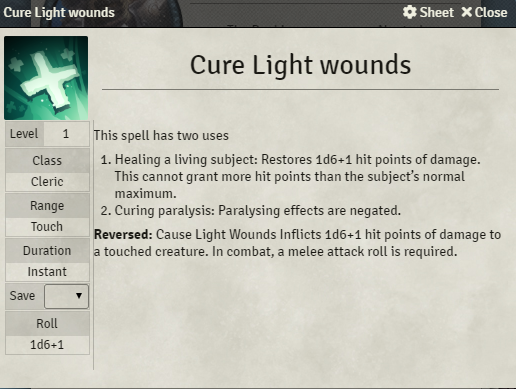 Cure Light wounds
Sheet Close
Cure Light wounds
Level 1
Class
Cleric
Range
Touch
Duration
Instant
Save
Roll
1d6+1
This spell has two uses
1. Healing a living subject: Restores 1d6+1 hit points of damage.
This cannot grant more hit points than the subject's normal
maximum.
2. Curing paralysis: Paralysing effects are negated.
Reversed: Cause Light Wounds Inflicts 1d6+1 hit points of damage to
a touched creature. In combat, a melee attack roll is required.